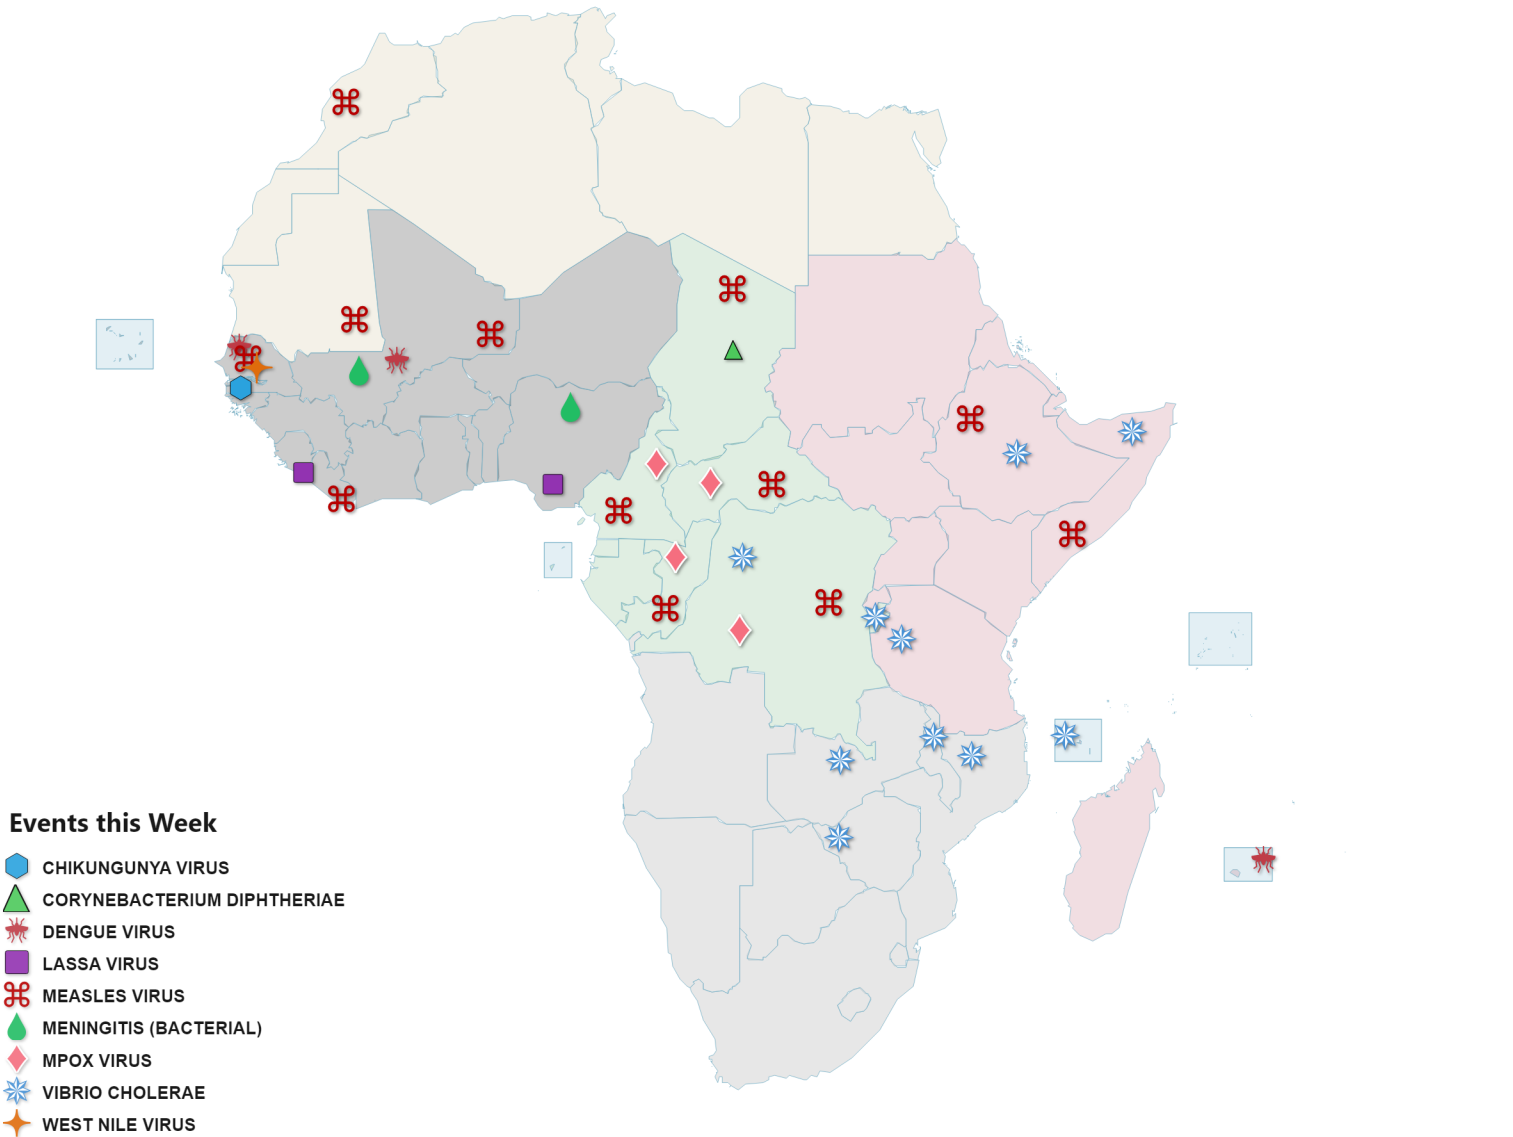 Events this Week
CHIKUNGUNYA VIRUS
CORYNEBACTERIUM DIPHTHERIAE
DENGUE VIRUS
LASSA VIRUS
MEASLES VIRUS
MENINGITIS (BACTERIAL)
MPOX VIRUS
VIBRIO CHOLERAE
WEST NILE VIRUS